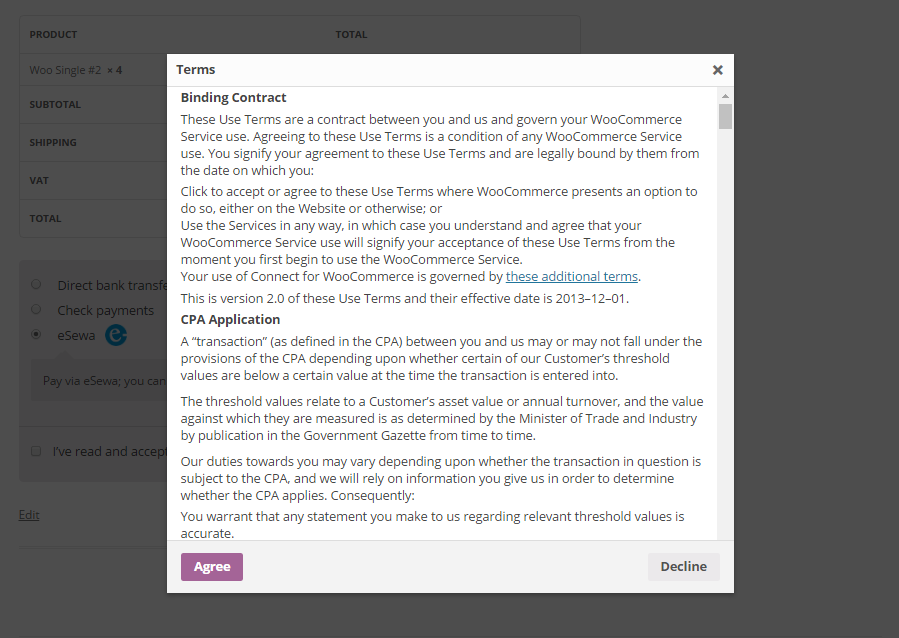 PRODUCT TOTAL
Woo Single #2 × 4
SUBTOTAL
SHIPPING
VAT
TOTAL
Direct bank transfe
Check payments
eSewa
Pay via eSewa; you can
I've read and accept
Edit
Terms
Binding Contract
These Use Terms are a contract between you and us and govern your WooCommerce
Service use. Agreeing to these Use Terms is a condition of any WooCommerce Service
use. You signify your agreement to these Use Terms and are legally bound by them from
the date on which you:
Click to accept or agree to these Use Terms where WooCommerce presents an option to
do so, either on the Website or otherwise; or
Use the Services in any way, in which case you understand and agree that your
WooCommerce Service use will signify your acceptance of these Use Terms from the
moment you first begin to use the WooCommerce Service.
Your use of Connect for WooCommerce is governed by these additional terms.
This is version 2.0 of these Use Terms and their effective date is 2013–12–01.
CPA Application
A “transaction” (as defined in the CPA) between you and us may or may not fall under the
provisions of the CPA depending upon whether certain of our Customer’s threshold
values are below a certain value at the time the transaction is entered into.
The threshold values relate to a Customer’s asset value or annual turnover, and the value
against which they are measured is as determined by the Minister of Trade and Industry
by publication in the Government Gazette from time to time.
Our duties towards you may vary depending upon whether the transaction in question is
subject to the CPA, and we will rely on information you give us in order to determine
whether the CPA applies. Consequently:
You warrant that any statement you make to us regarding relevant threshold values is
accurate.
Agree Decline